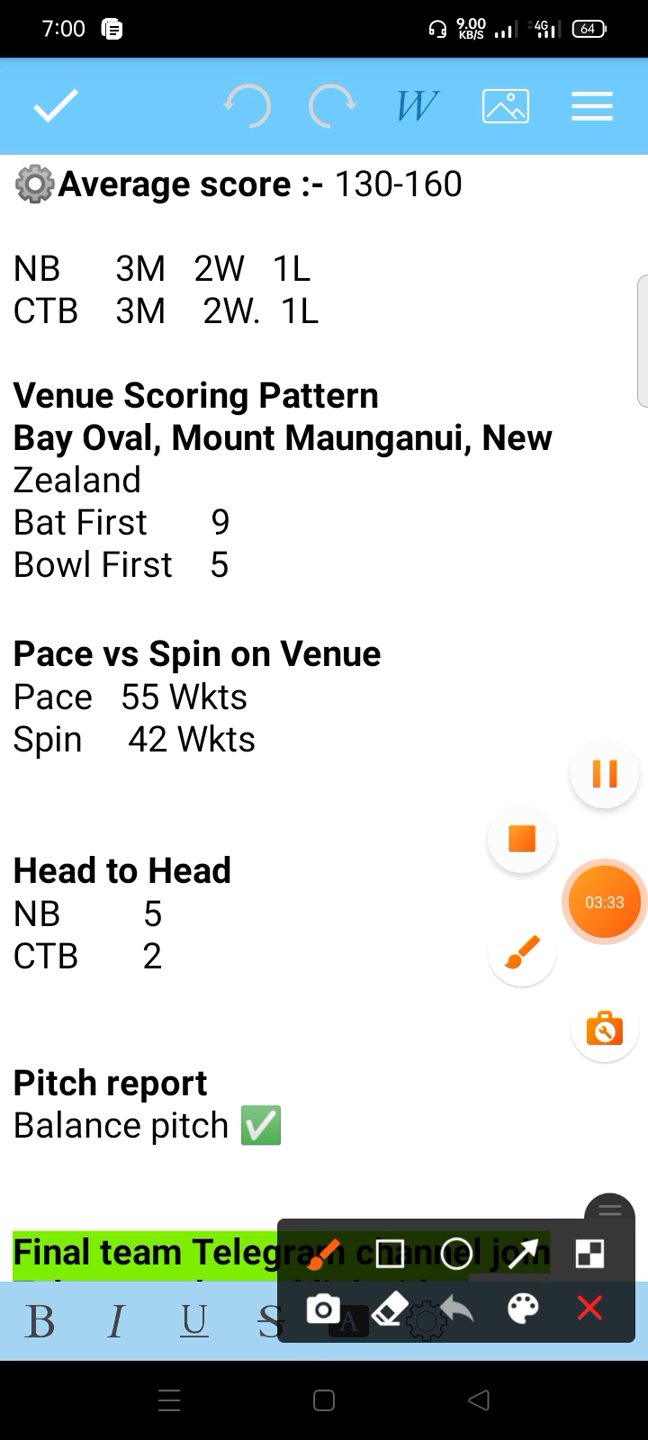 7:00
9.00
KB/S
4G
64
W
Average score :- 130-160
NB 3M 2W 1L
CTB 3M 2W. 1L
Venue Scoring Pattern
Bay Oval, Mount Maunganui, New
Zealand
Bat First 9
Bowl First 5
Pace vs Spin on Venue
Pace 55 Wkts
Spin 42 Wkts
03:33
Head to Head
NB 5
CTB 2
Pitch report
Balance pitch ✅
Final team Telegram channel join
B I U S A